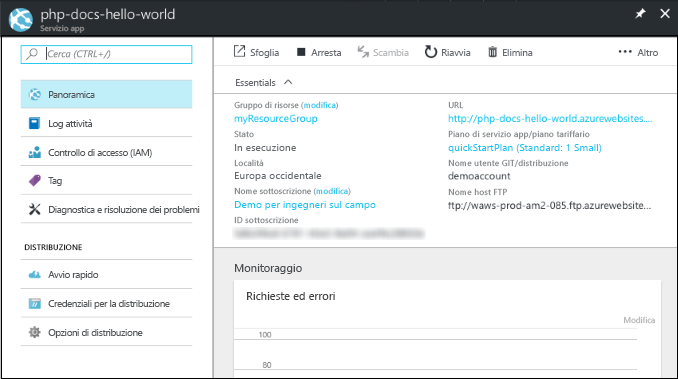 php-docs-hello-world
Servizio app
Cerca (CTRL+/)
Panoramica
Log attività
Controllo di accesso (IAM)
Tag
Diagnostica e risoluzione dei problemi
DISTRIBUZIONE
Avvio rapido
Credenziali per la distribuzione
Opzioni di distribuzione
Sfoglia Arresta Scambia Riavvia Elimina ••• Altro
Essentials
Gruppo di risorse (modifica)
myResourceGroup
Stato
In esecuzione
Località
Europa occidentale
Nome sottoscrizione (modifica)
Demo per ingegneri sul campo
ID sottoscrizione
URL
http://php-docs-hello-world.azurewebsites....
Piano di servizio app/piano tariffario
quickStartPlan (Standard: 1 Small)
Nome utente GIT/distribuzione
demoaccount
Nome host FTP
ftp://waws-prod-am2-085.ftp.azurewebsite...
Monitoraggio
Richieste ed errori
Modifica
100
80